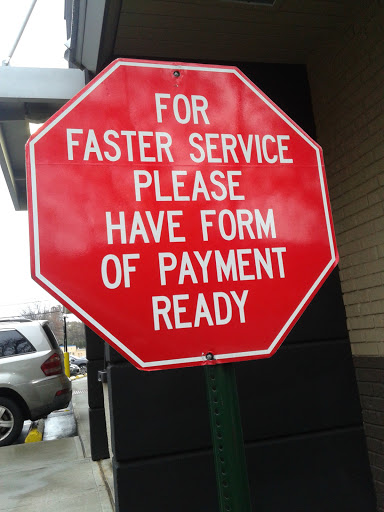 FOR
FASTER SERVICE
PLEASE
HAVE FORM
OF PAYMENT
READY